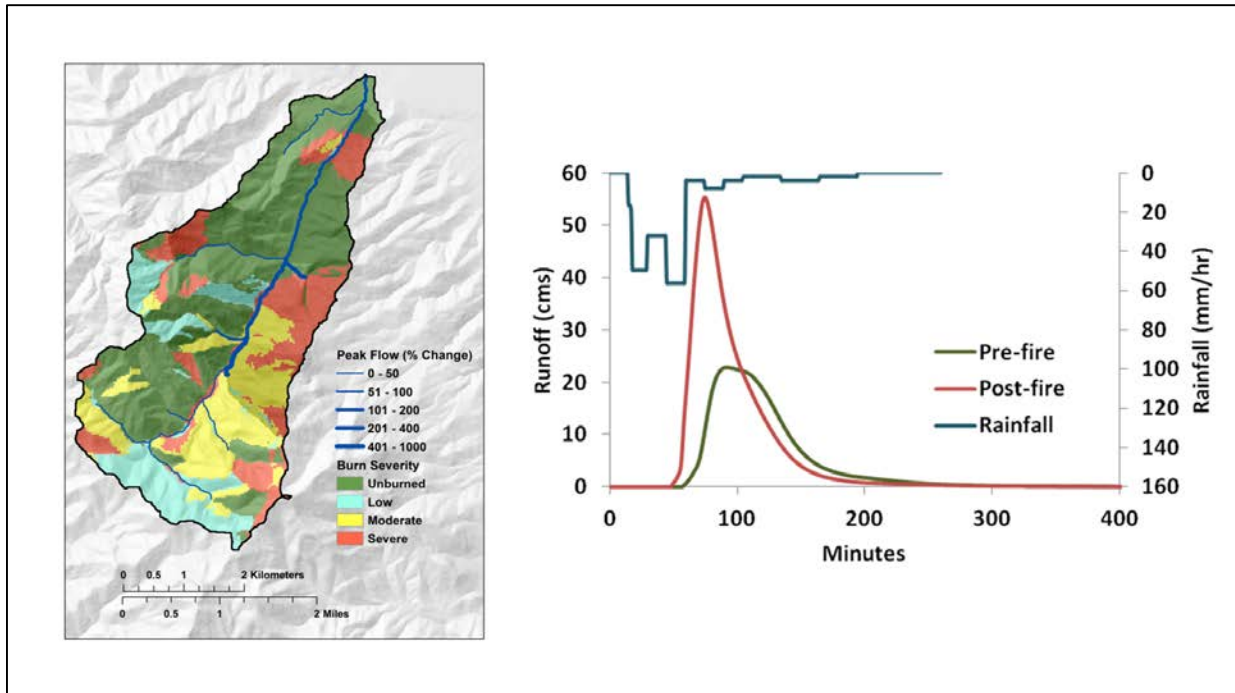 Peak Flow (% Change)
0 - 50
51 - 100
101 - 200
201 - 400
401 - 1000
Burn Severity
Unburned
Low
Moderate
Severe
0 0.5 1 2 Kilometers
0 0.5 1 2 Miles
60
50
40
30
20
10
0
Runoff (cms)
0
20
40
60
80
100
120
140
160
Rainfall (mm/hr)
Pre-fire
Post-fire
Rainfall
0 100 200 300 400
Minutes